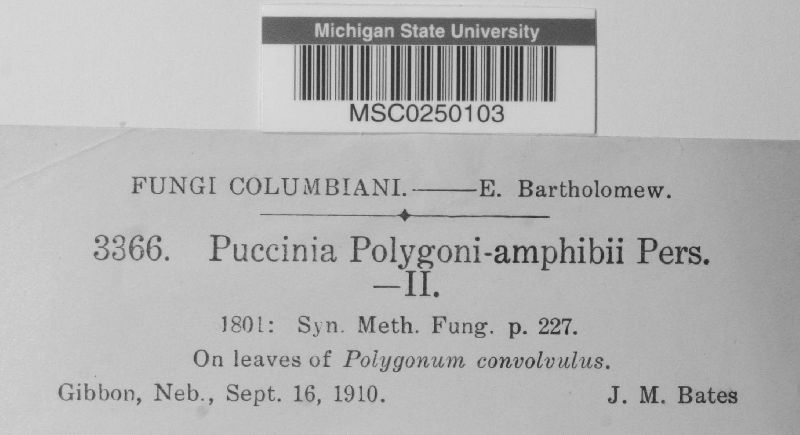 Michigan State University
MSC0250103
FUNGI COLUMBIANI.——E. Bartholomew.
3366. Puccinia Polygoni-amphibii Pers.
—II.
1801: Syn. Meth. Fung. p. 227.
On leaves of Polygonum convolvulus.
Gibbon, Neb., Sept. 16, 1910. J. M. Bates